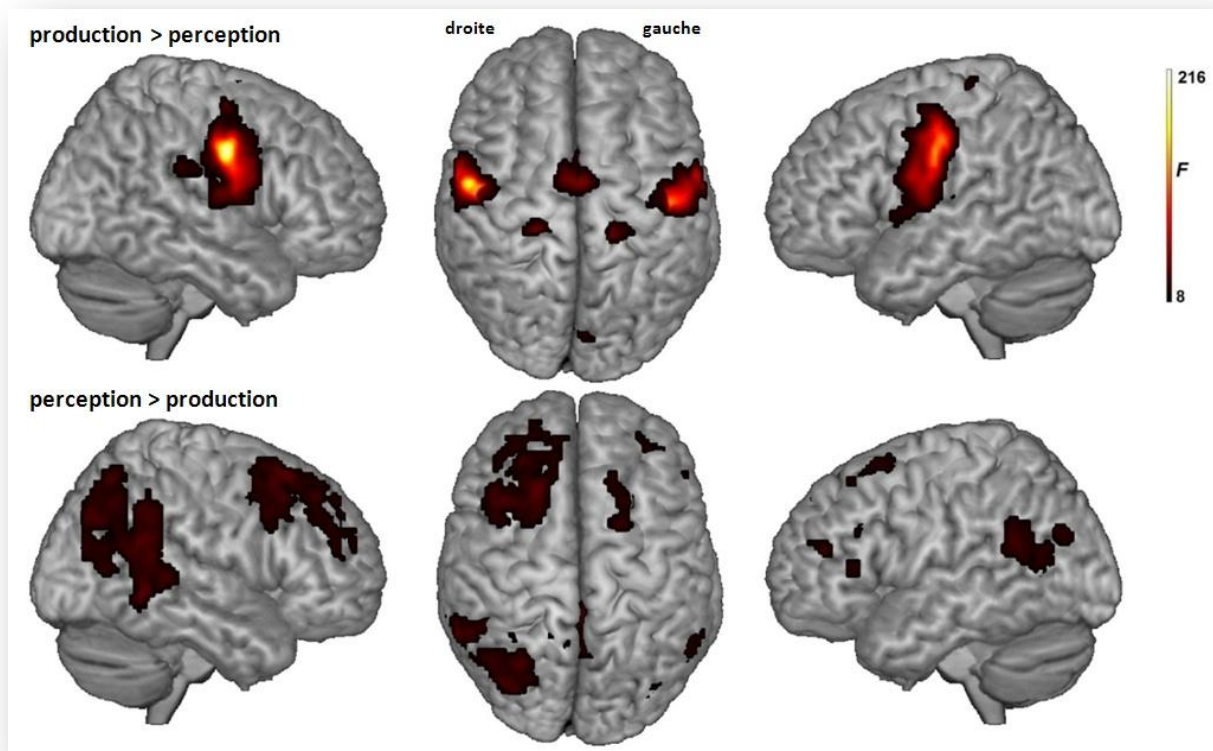 production > perception
droite
gauche
216
F
8
perception > production